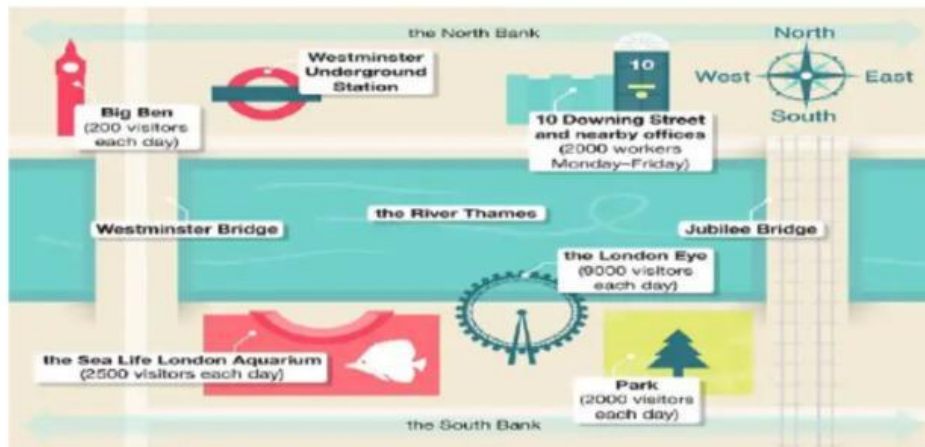 the North Bank
Westminster
Underground
Station
10
North
West
East
South
Big Ben
(200 visitors
each day)
10 Downing Street
and nearby offices
(2000 workers
Monday–Friday)
Westminster Bridge
the River Thames
Jubilee Bridge
the London Eye
(9000 visitors
each day)
the Sea Life London Aquarium
(2500 visitors each day)
Park
(2000 visitors
each day)
the South Bank